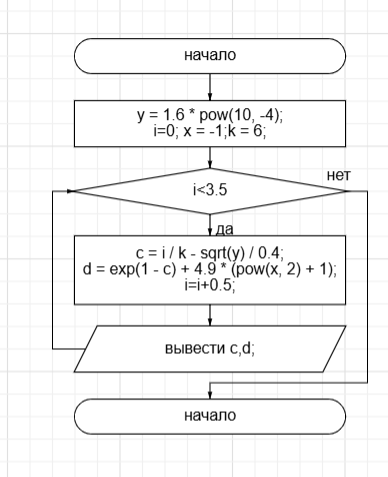 начало
y = 1.6 * pow(10, -4);
i=0; x = -1;k = 6;
нет
i<3.5
да
c = i / k - sqrt(y) / 0.4;
d = exp(1 - c) + 4.9 * (pow(x, 2) + 1);
i=i+0.5;
вывести c,d;
начало